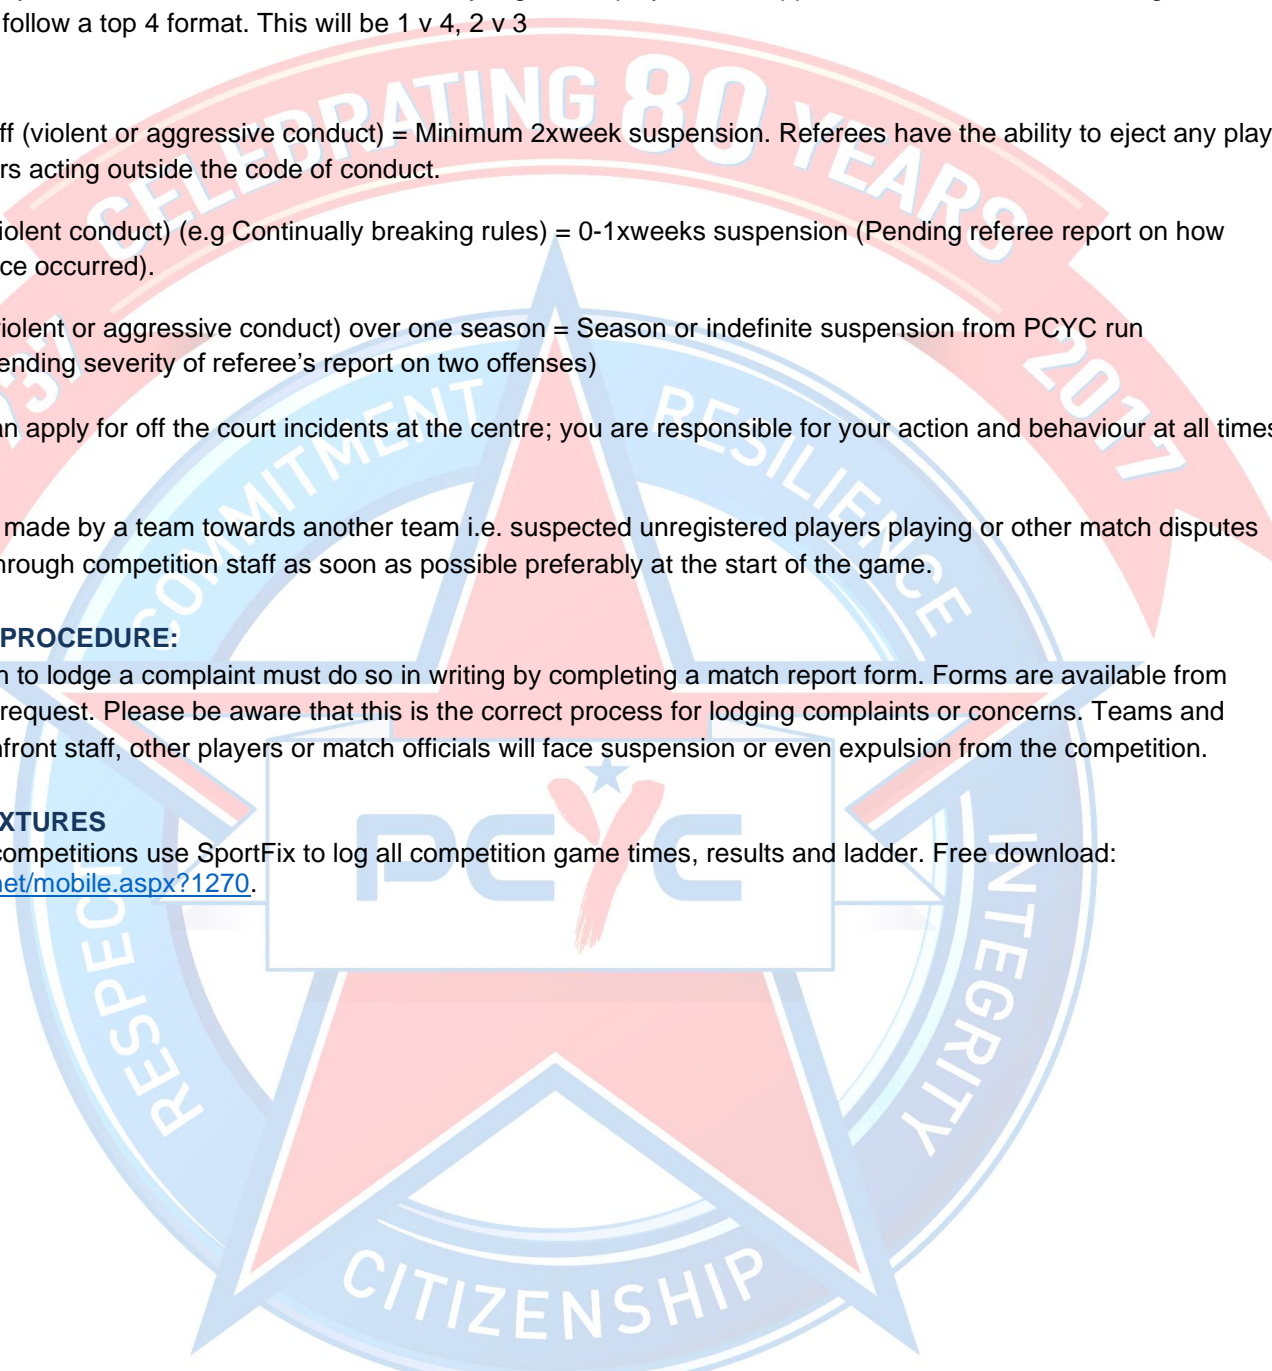 follow a top 4 format. This will be 1 v 4, 2 v 3
ff (violent or aggressive conduct) = Minimum 2xweek suspension. Referees have the ability to eject any play
rs acting outside the code of conduct.
iolent conduct) (e.g Continually breaking rules) = 0-1xweeks suspension (Pending referee report on how
ce occurred).
iolent or aggressive conduct) over one season = Season or indefinite suspension from PCYC run
ending severity of referee's report on two offenses)
an apply for off the court incidents at the centre; you are responsible for your action and behaviour at all times
made by a team towards another team i.e. suspected unregistered players playing or other match disputes
hrough competition staff as soon as possible preferably at the start of the game.
PROCEDURE:
h to lodge a complaint must do so in writing by completing a match report form. Forms are available from
request. Please be aware that this is the correct process for lodging complaints or concerns. Teams and
nfront staff, other players or match officials will face suspension or even expulsion from the competition.
XTURES
competitions use SportFix to log all competition game times, results and ladder. Free download:
net/mobile.aspx?1270.
CELEBRATING 80 YEARS
937
2017
COMMITMENT
RESILIENCE
RESPECT
INTEGRITY
CITIZENSHIP
PCYC